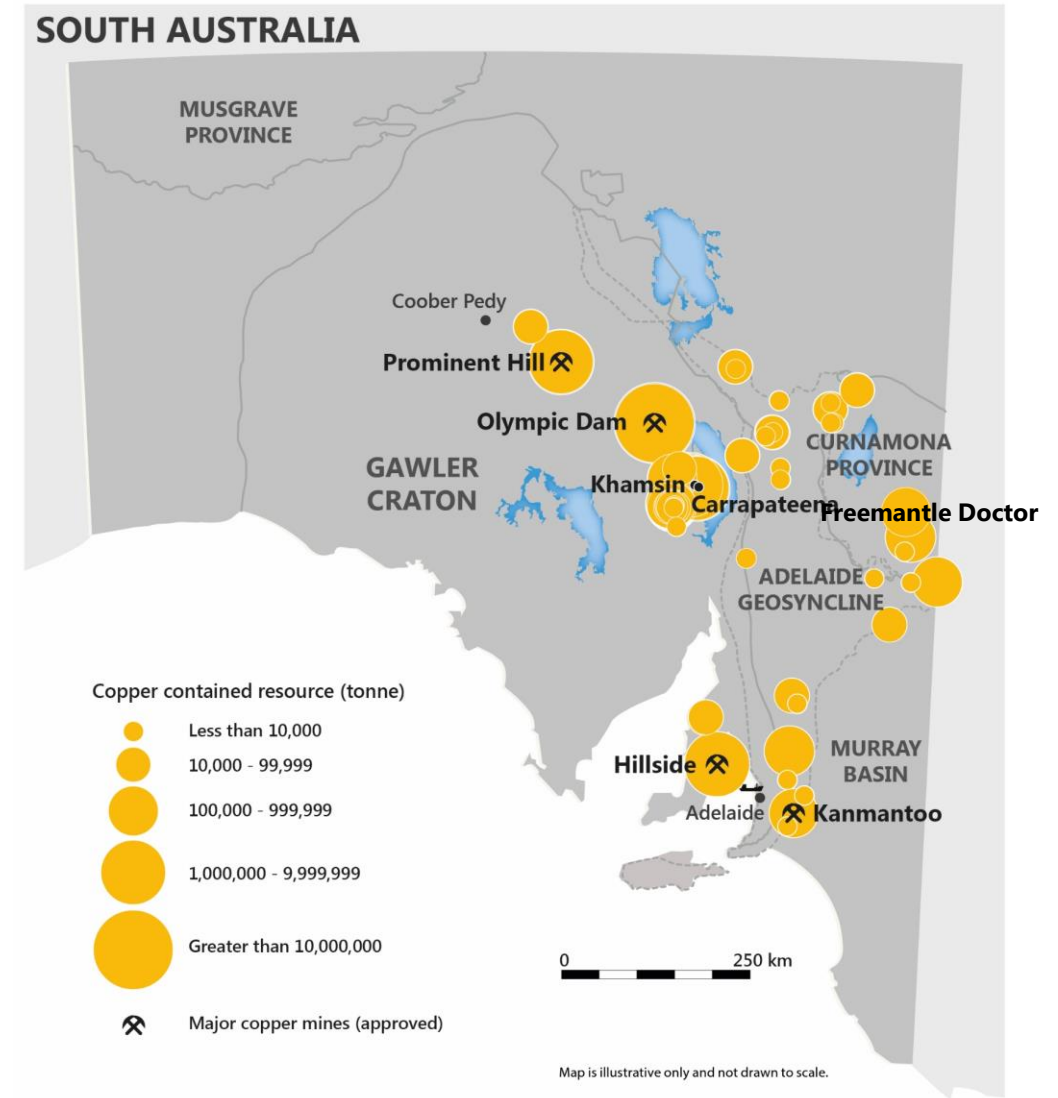 SOUTH AUSTRALIA
MUSGRAVE
PROVINCE
Coober Pedy
Prominent Hill
Olympic Dam
GAWLER
CRATON
Khamsin
Carrapateena
CURNAMONA
PROVINCE
Freemantle Doctor
ADELAIDE
GEOSYNCLINE
Copper contained resource (tonne)
Less than 10,000
10,000 - 99,999
100,000 - 999,999
1,000,000 - 9,999,999
Greater than 10,000,000
Major copper mines (approved)
Hillside
MURRAY
BASIN
Adelaide
Kanmantoo
0 250 km
Map is illustrative only and not drawn to scale.